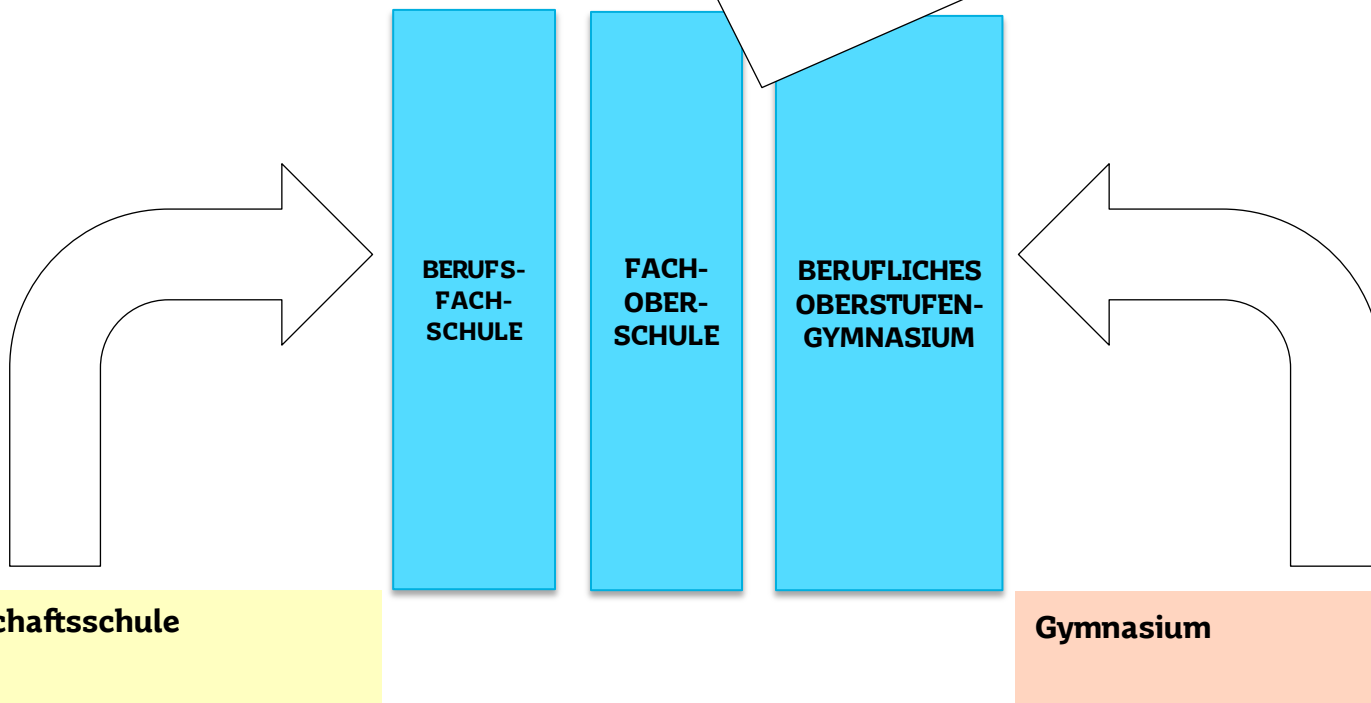 BERUFS-
FACH-
SCHULE
FACH-
OBER-
SCHULE
BERUFLICHES
OBERSTUFEN-
GYMNASIUM
chaftsschule
Gymnasium